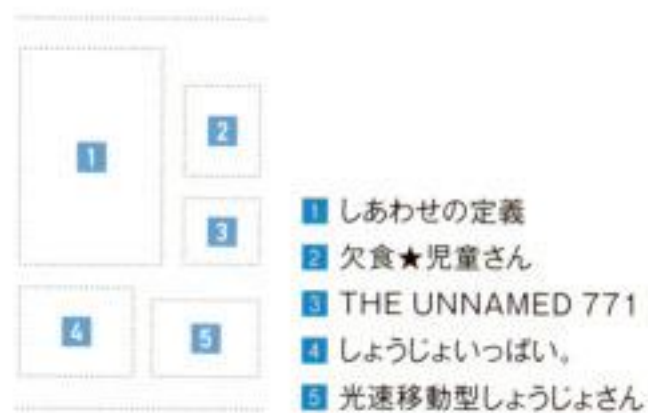 1
2
3
4
5
1 しあわせの定義
2 欠食★児童さん
3 THE UNNAMED 771
4 しょうじょいっぱい。
5 光速移動型しょうじょさん